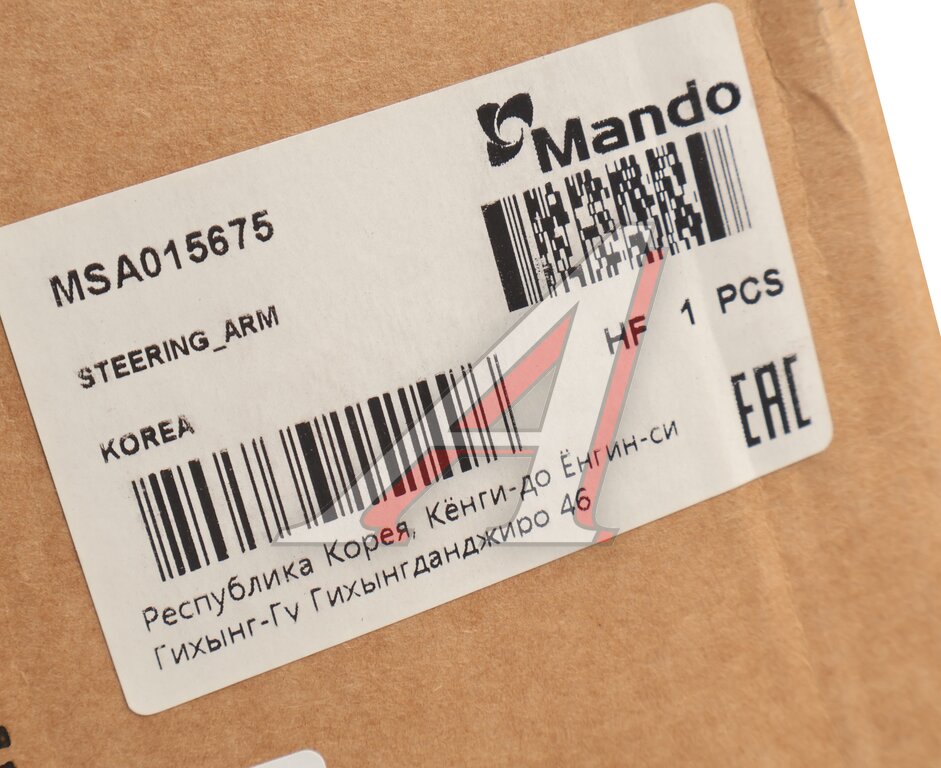 Mando
MSA015675
STEERING_ARM
HF 1 PCS
KOREA
EAC
Республика Корея, Кёнги-до Ёнгин-си
Гихынг-Гу Гихынгданджиро 46